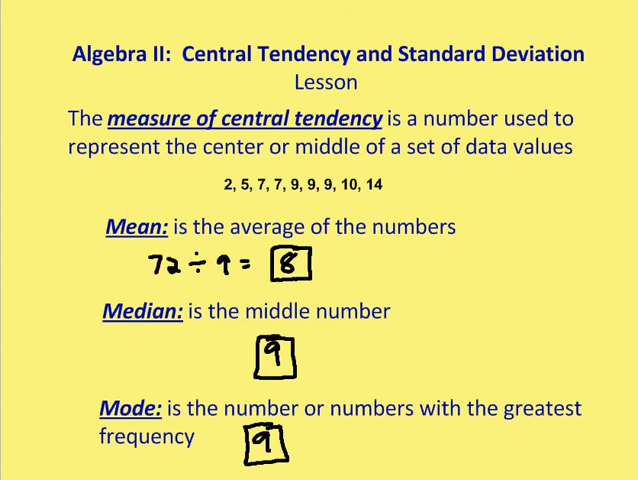 Algebra II: Central Tendency and Standard Deviation
Lesson
The measure of central tendency is a number used to
represent the center or middle of a set of data values
2, 5, 7, 7, 9, 9, 9, 10, 14
Mean: is the average of the numbers
72 ÷ 9 = 8
Median: is the middle number
9
Mode: is the number or numbers with the greatest
frequency 9